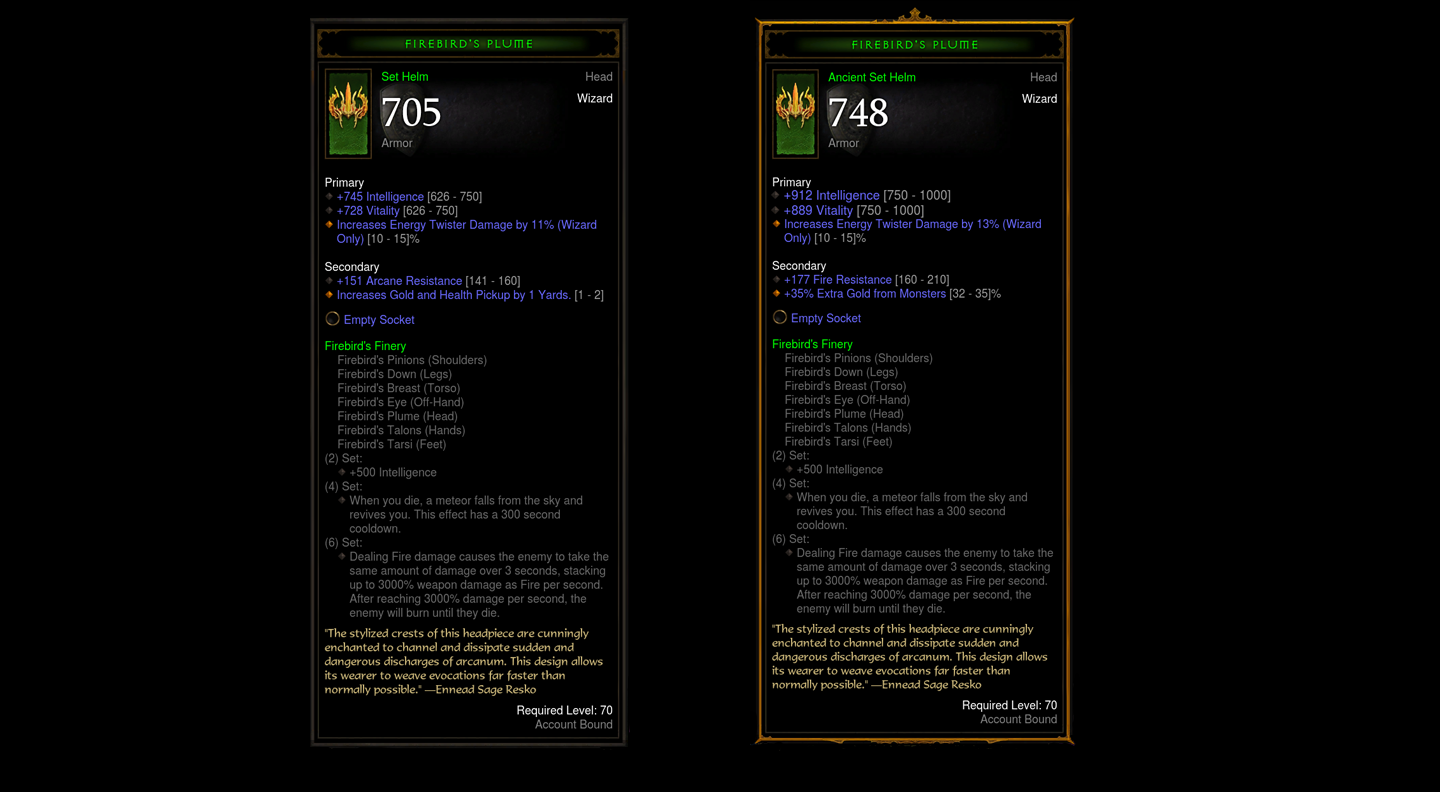 FIREBIRD'S PLUME
Set Helm
Head
705
Wizard
Armor
Primary
+745 Intelligence [626 - 750]
+728 Vitality [626 - 750]
Increases Energy Twister Damage by 11% (Wizard
Only) [10 - 15]%
Secondary
+151 Arcane Resistance [141 - 160]
Increases Gold and Health Pickup by 1 Yards. [1 - 2]
Empty Socket
Firebird's Finery
Firebird's Pinions (Shoulders)
Firebird's Down (Legs)
Firebird's Breast (Torso)
Firebird's Eye (Off-Hand)
Firebird's Plume (Head)
Firebird's Talons (Hands)
Firebird's Tarsi (Feet)
(2) Set:
+500 Intelligence
(4) Set:
When you die, a meteor falls from the sky and
revives you. This effect has a 300 second
cooldown.
(6) Set:
Dealing Fire damage causes the enemy to take the
same amount of damage over 3 seconds, stacking
up to 3000% weapon damage as Fire per second.
After reaching 3000% damage per second, the
enemy will burn until they die.
"The stylized crests of this headpiece are cunningly
enchanted to channel and dissipate sudden and
dangerous discharges of arcanum. This design allows
its wearer to weave evocations far faster than
normally possible." —Ennead Sage Resko
Required Level: 70
Account Bound
FIREBIRD'S PLUME
Ancient Set Helm
Head
748
Wizard
Armor
Primary
+912 Intelligence [750 - 1000]
+889 Vitality [750 - 1000]
Increases Energy Twister Damage by 13% (Wizard
Only) [10 - 15]%
Secondary
+177 Fire Resistance [160 - 210]
+35% Extra Gold from Monsters [32 - 35]%
Empty Socket
Firebird's Finery
Firebird's Pinions (Shoulders)
Firebird's Down (Legs)
Firebird's Breast (Torso)
Firebird's Eye (Off-Hand)
Firebird's Plume (Head)
Firebird's Talons (Hands)
Firebird's Tarsi (Feet)
(2) Set:
+500 Intelligence
(4) Set:
When you die, a meteor falls from the sky and
revives you. This effect has a 300 second
cooldown.
(6) Set:
Dealing Fire damage causes the enemy to take the
same amount of damage over 3 seconds, stacking
up to 3000% weapon damage as Fire per second.
After reaching 3000% damage per second, the
enemy will burn until they die.
"The stylized crests of this headpiece are cunningly
enchanted to channel and dissipate sudden and
dangerous discharges of arcanum. This design allows
its wearer to weave evocations far faster than
normally possible." —Ennead Sage Resko
Required Level: 70
Account Bound